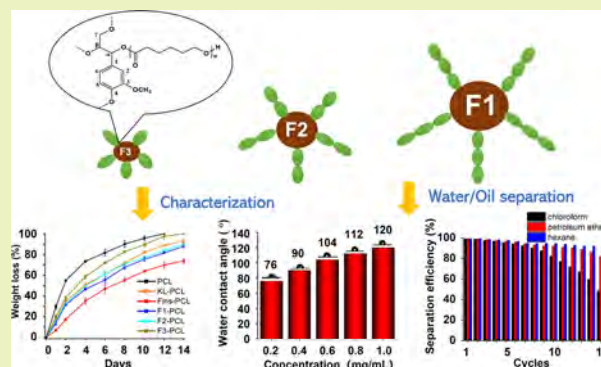 F3
F2
F1
Characterization
Water/Oil separation
OCH₃
Weight loss (%)
100
80
60
40
20
0
PCL
KL-PCL
Fins-PCL
F1-PCL
F2-PCL
F3-PCL
0 2 4 6 8 10 12 14
Days
Water contact angle (°)
140
120
100
80
60
40
20
0
76 90 104 112 120
0.2 0.4 0.6 0.8 1.0
Concentration (mg/mL)
Separation efficiency (%)
100
80
60
40
20
0
chloroform
petroleum ethe
hexane
1 5 10 1
Cycles